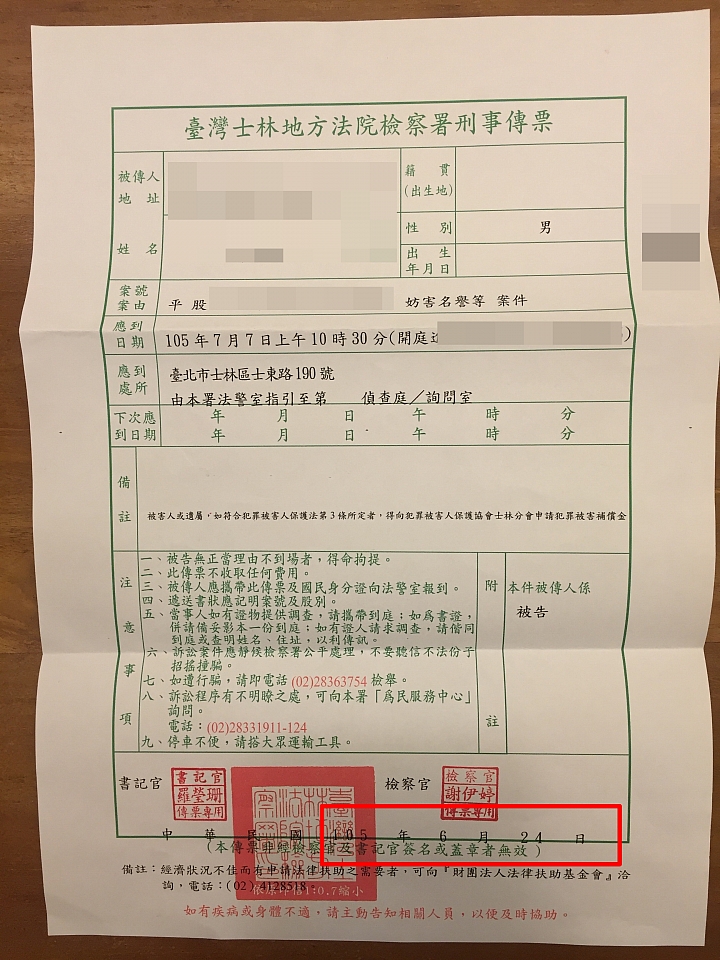 臺灣士林地方法院檢察署刑事傳票
被傳人
地址
籍貫
(出生地)
姓名
性別
男
出生
年月日
案號
案由
平股
妨害名譽等 案件
應到
日期
105年7月7日上午10時30分(開庭
應到
處所
臺北市士林區士東路190號
由本署法警室指引至第 偵查庭／詢問室
下次應
到日期
年 月 日 午 時 分
年 月 日 午 時 分
備註
被害人或遺屬，如符合犯罪被害人保護法第3條所定者，得向犯罪被害人保護協會士林分會申請犯罪被害補償金
注意事項
一、被告無正當理由不到場者，得命拘提。
二、此傳票不收取任何費用。
三、被傳人應攜帶此傳票及國民身分證向法警室報到。
四、遞送書狀應記明案號及股別。
五、當事人如有證物提供調查，請攜帶到庭；如為書證，
併請備妥影本一份到庭；如有證人請求調查，請偕同
到庭或查明姓名、住址，以利傳訊。
六、訴訟案件應靜候檢察署公平處理，不要聽信不法份子
招搖撞騙。
七、如遭行騙，請即電話(02)28363754檢舉。
八、訴訟程序有不明瞭之處，可向本署「為民服務中心」
詢問。
電話：(02)28331911-124
九、停車不便，請搭大眾運輸工具。
附註
本件被傳人係
被告
書記官
書記官
羅瑩珊
傳票專用
檢察官
檢察官
謝伊婷
傳票專用
中華民國 105 年 6 月 24 日
(本傳票非經檢察官及書記官簽名或蓋章者無效)
依原印信1:0.7縮小
備註：經濟狀況不佳而有申請法律扶助之需要者，可向『財團法人法律扶助基金會』洽
詢，電話：(02)4128518。
如有疾病或身體不適，請主動告知相關人員，以便及時協助。